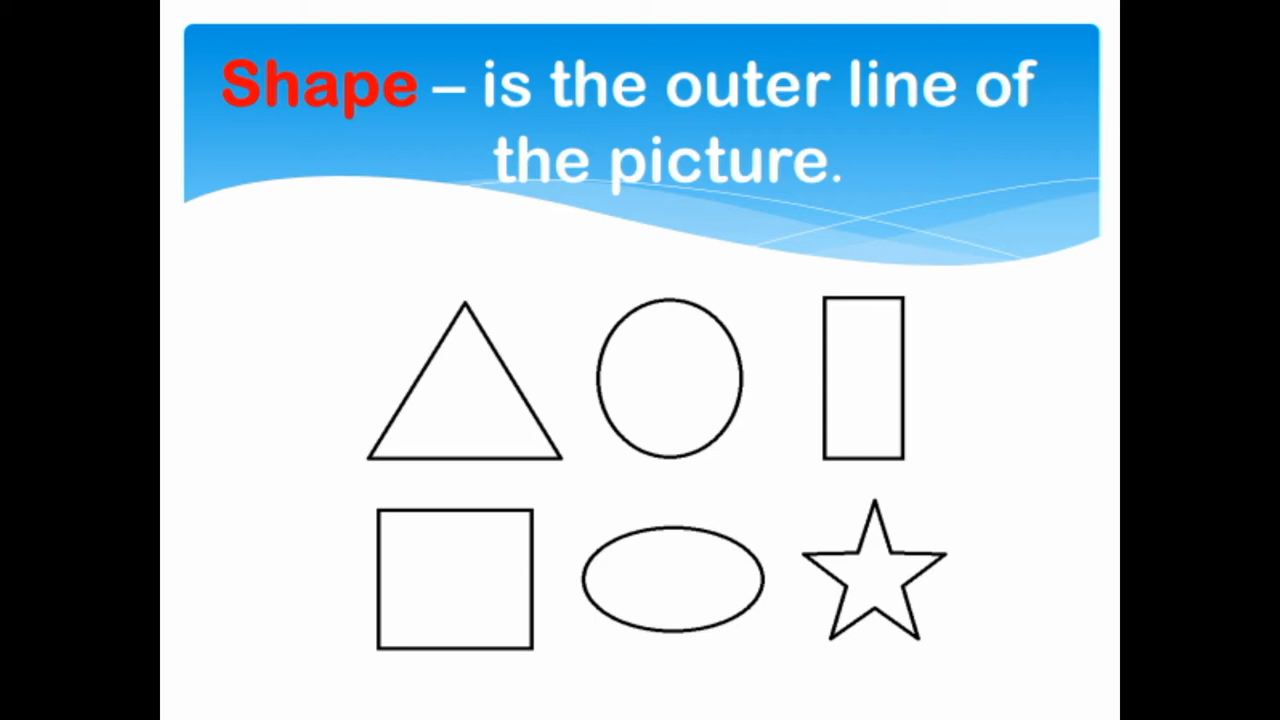 Shape – is the outer line of
the picture.